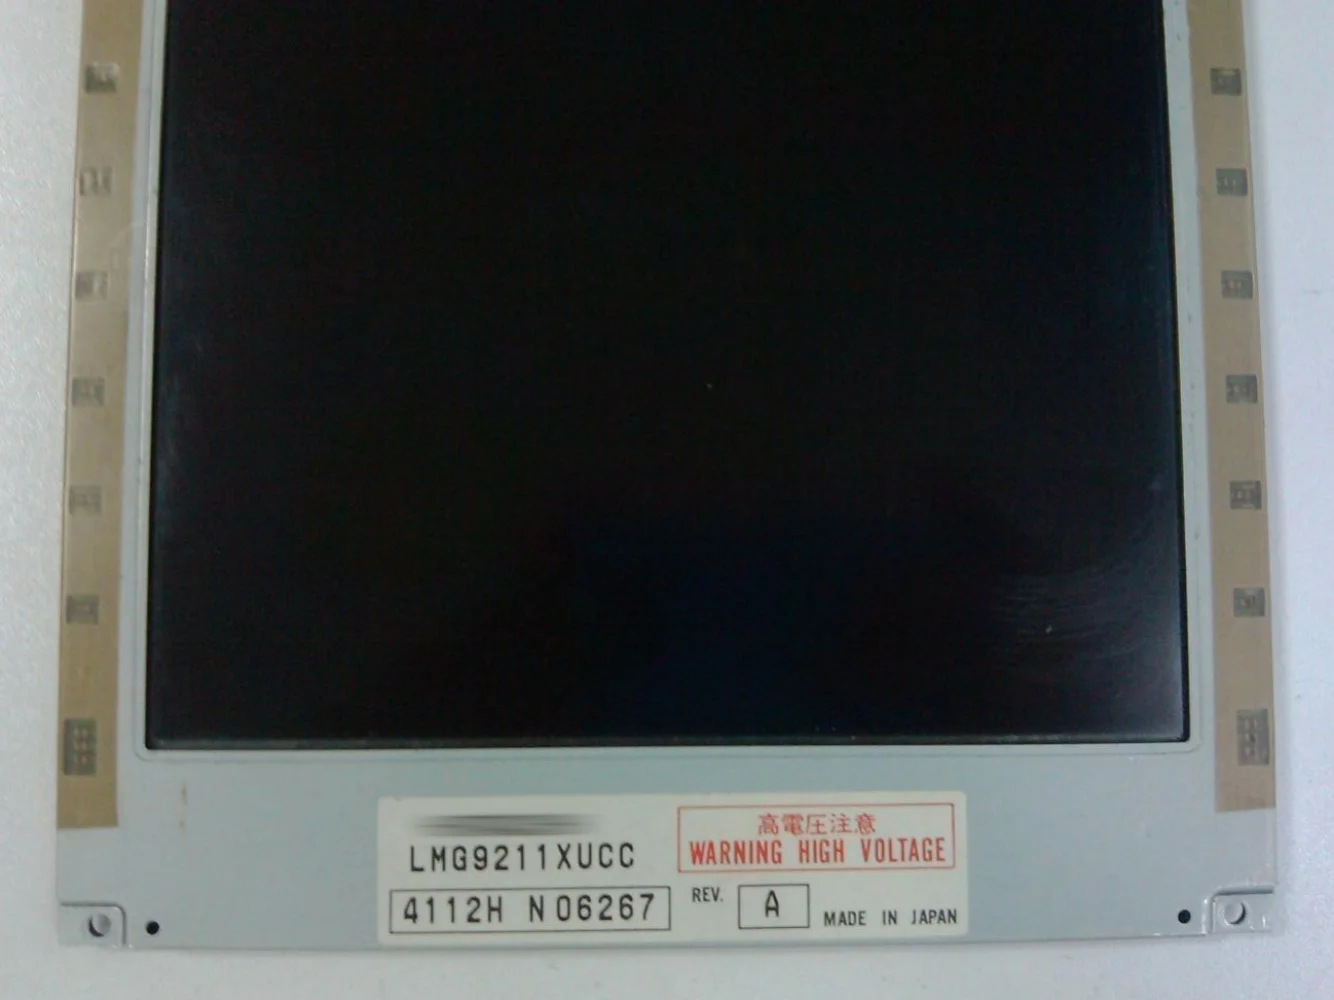 LMG9211XUCC
4112H N06267
高電圧注意
WARNING HIGH VOLTAGE
REV. A
MADE IN JAPAN